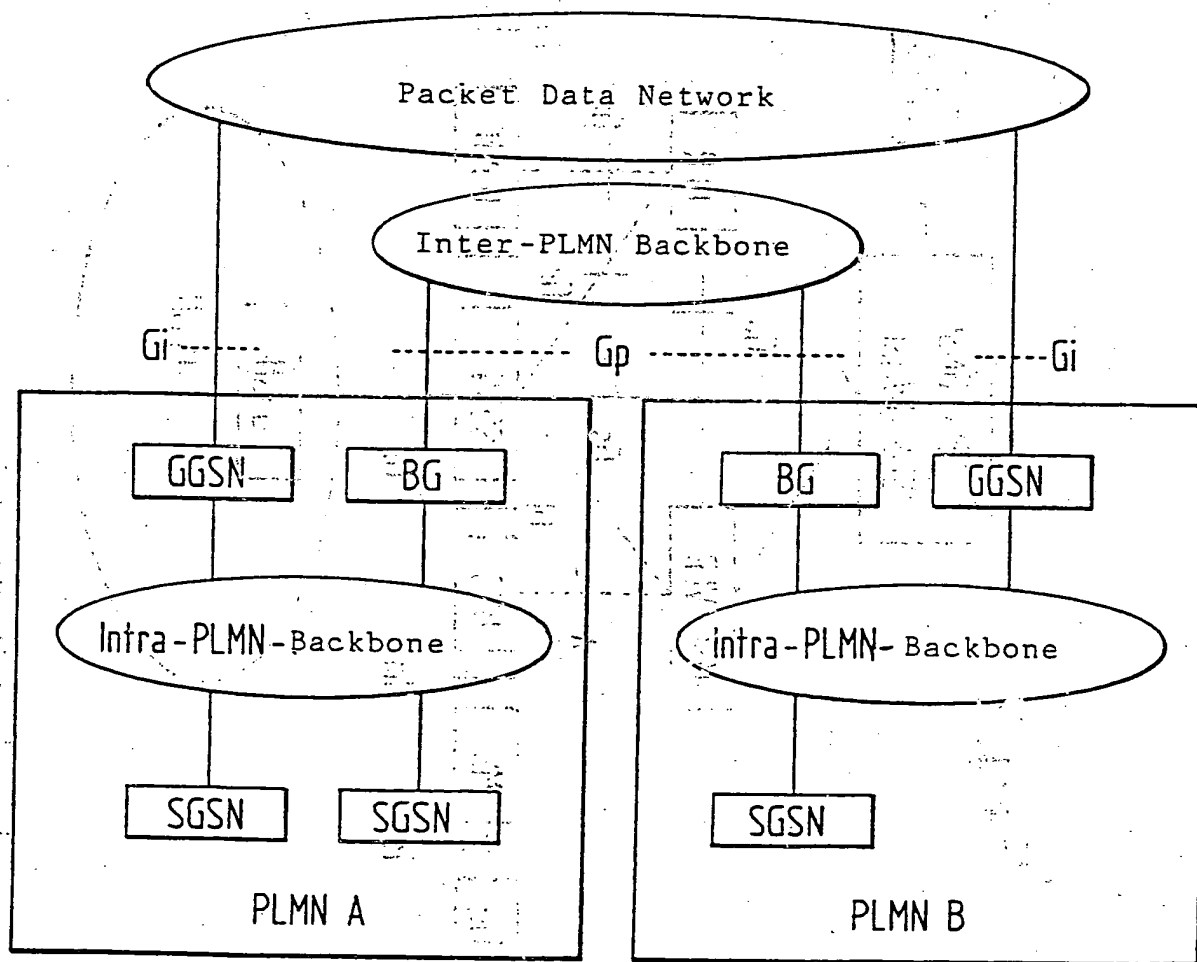 Packet Data Network
Inter-PLMN Backbone
Gi
Gp
Gi
GGSN
BG
BG
GGSN
Intra-PLMN-Backbone
intra-PLMN-Backbone
SGSN
SGSN
SGSN
PLMN A
PLMN B